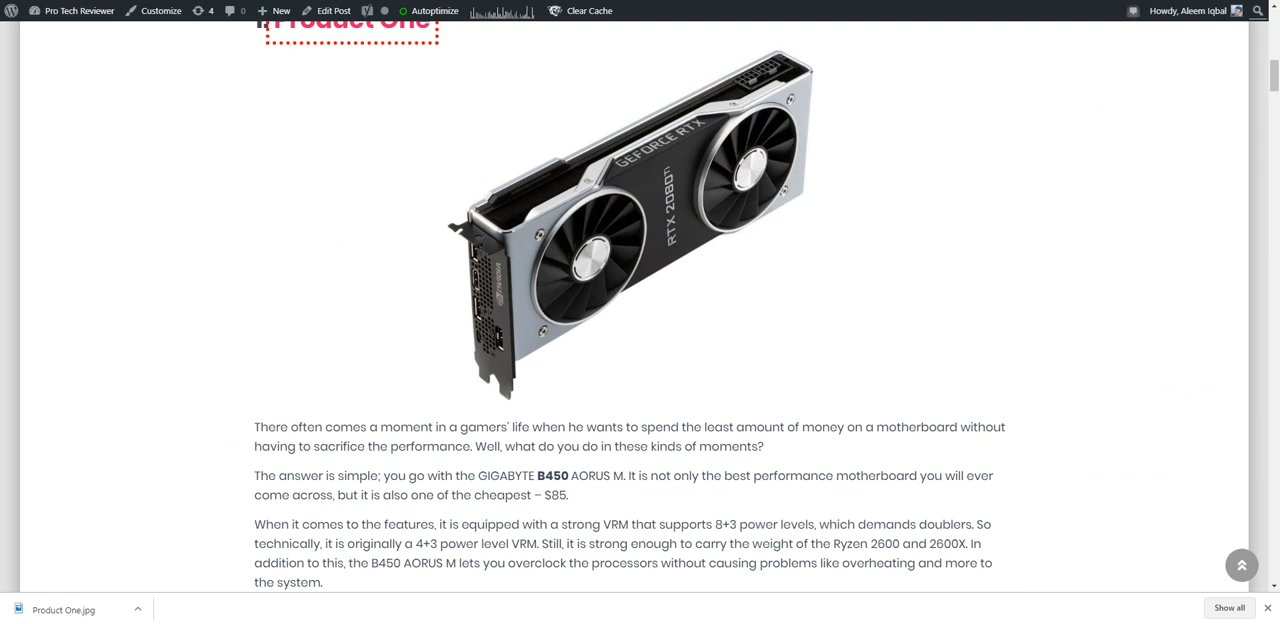 Pro Tech Reviewer Customize 4 0 New Edit Post Autoptimize Clear Cache Howdy, Aleem Iqbal
Product One
GEFORCE RTX
RTX 2080 Ti
NVIDIA
There often comes a moment in a gamers' life when he wants to spend the least amount of money on a motherboard without
having to sacrifice the performance. Well, what do you do in these kinds of moments?
The answer is simple; you go with the GIGABYTE B450 AORUS M. It is not only the best performance motherboard you will ever
come across, but it is also one of the cheapest – $85.
When it comes to the features, it is equipped with a strong VRM that supports 8+3 power levels, which demands doublers. So
technically, it is originally a 4+3 power level VRM. Still, it is strong enough to carry the weight of the Ryzen 2600 and 2600X. In
addition to this, the B450 AORUS M lets you overclock the processors without causing problems like overheating and more to
the system.
Product One.jpg Show all